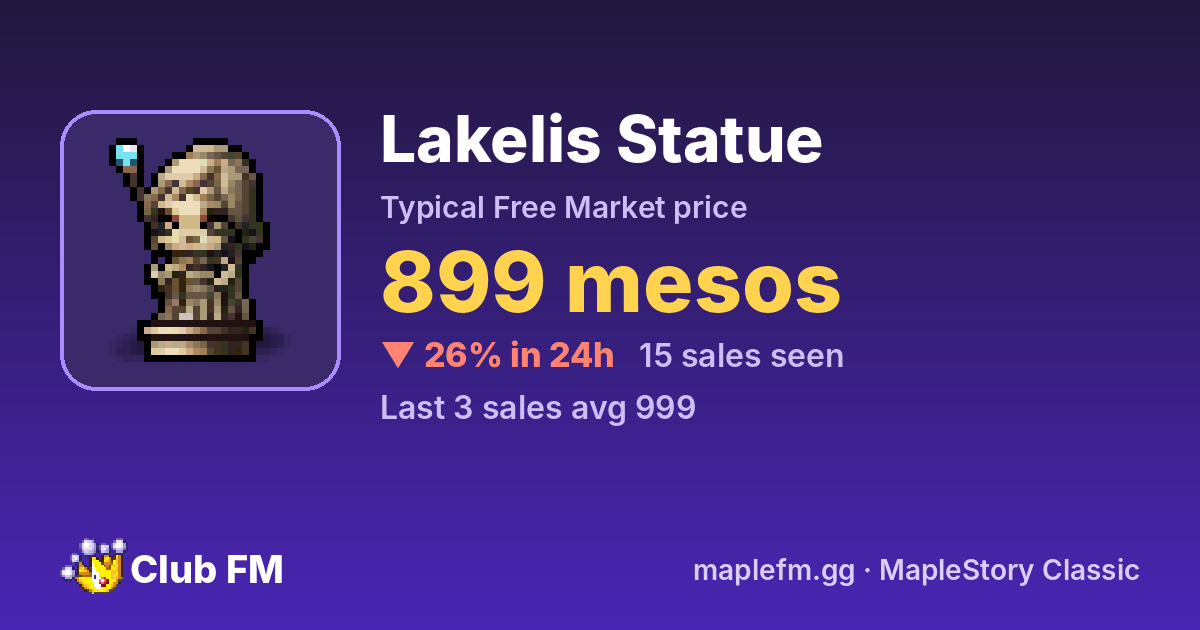 Lakelis Statue
Typical Free Market price
899 mesos
▼ 26% in 24h 15 sales seen
Last 3 sales avg 999
Club FM
maplefm.gg · MapleStory Classic